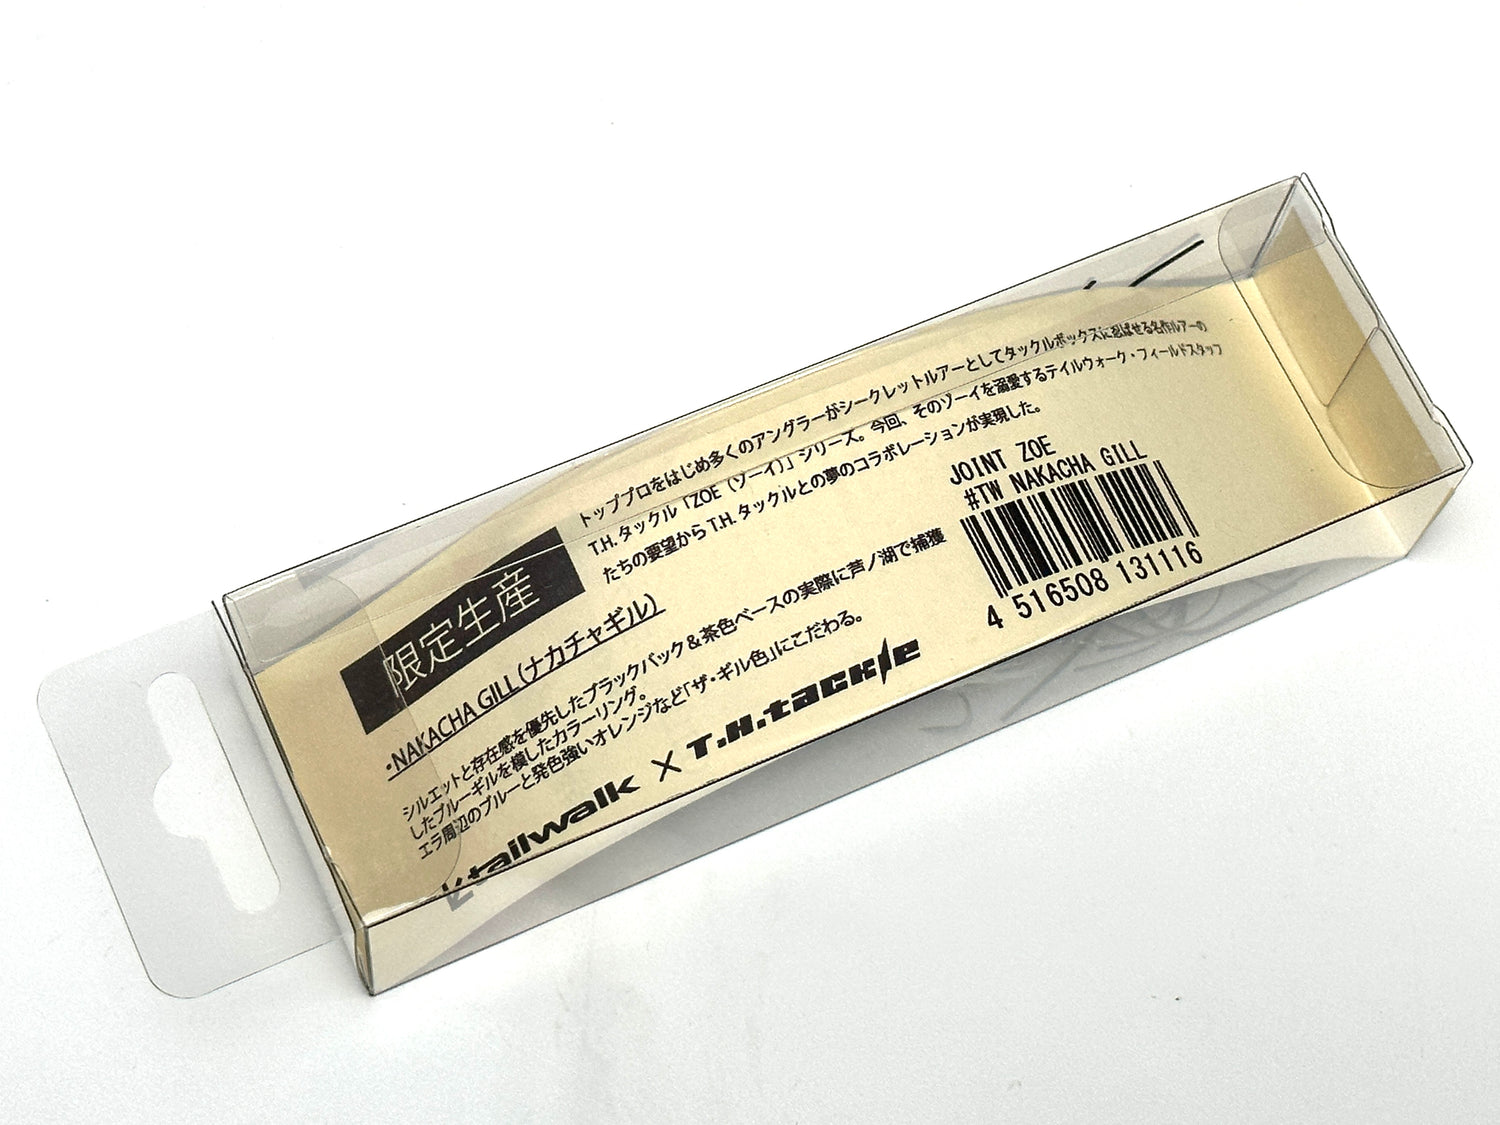 限定生産
トッププロをはじめ多くのアングラーがシークレットルアーとしてタックルボックスに忍ばせる名作ルアーの
T.H.タックル「ZOE（ゾーイ）」シリーズ。今回、そのゾーイを溺愛するテイルウォーク・フィールドスタッフ
たちの要望からT.H.タックルとの夢のコラボレーションが実現した。
・NAKACHA GILL（ナカチャギル）
シルエットと存在感を優先したブラックバック＆茶色ベースの実際に芦ノ湖で捕獲
したブルーギルを模したカラーリング。
エラ周辺のブルーと発色強いオレンジなど「ザ・ギル色」にこだわる。
JOINT ZOE
#TW NAKACHA GILL
4 516508 131116
tailwalk × T.H.tackle